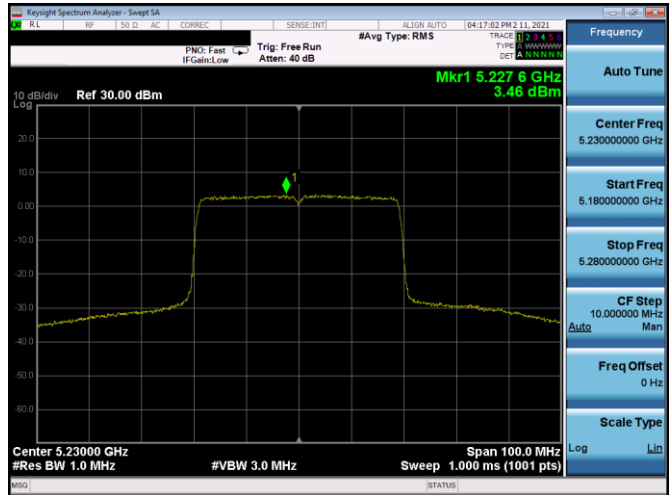 Keysight Spectrum Analyzer - Swept SA
RL RF 50 Ω AC CORREC SENSE:INT ALIGN AUTO 04:17:02 PM 2 11, 2021
#Avg Type: RMS
TRACE 1 2 3 4 5 6
PNO: Fast Trig: Free Run TYPE A WWWWW
IFGain:Low Atten: 40 dB DET A N N N N N
Mkr1 5.227 6 GHz
3.46 dBm
10 dB/div Ref 30.00 dBm
Log
20.0
10.0
1
0.00
-10.0
-20.0
-30.0
-40.0
-50.0
-60.0
Center 5.23000 GHz Span 100.0 MHz
#Res BW 1.0 MHz #VBW 3.0 MHz Sweep 1.000 ms (1001 pts)
MSG STATUS
Frequency
Auto Tune
Center Freq
5.230000000 GHz
Start Freq
5.180000000 GHz
Stop Freq
5.280000000 GHz
CF Step
10.000000 MHz
Auto Man
Freq Offset
0 Hz
Scale Type
Log Lin